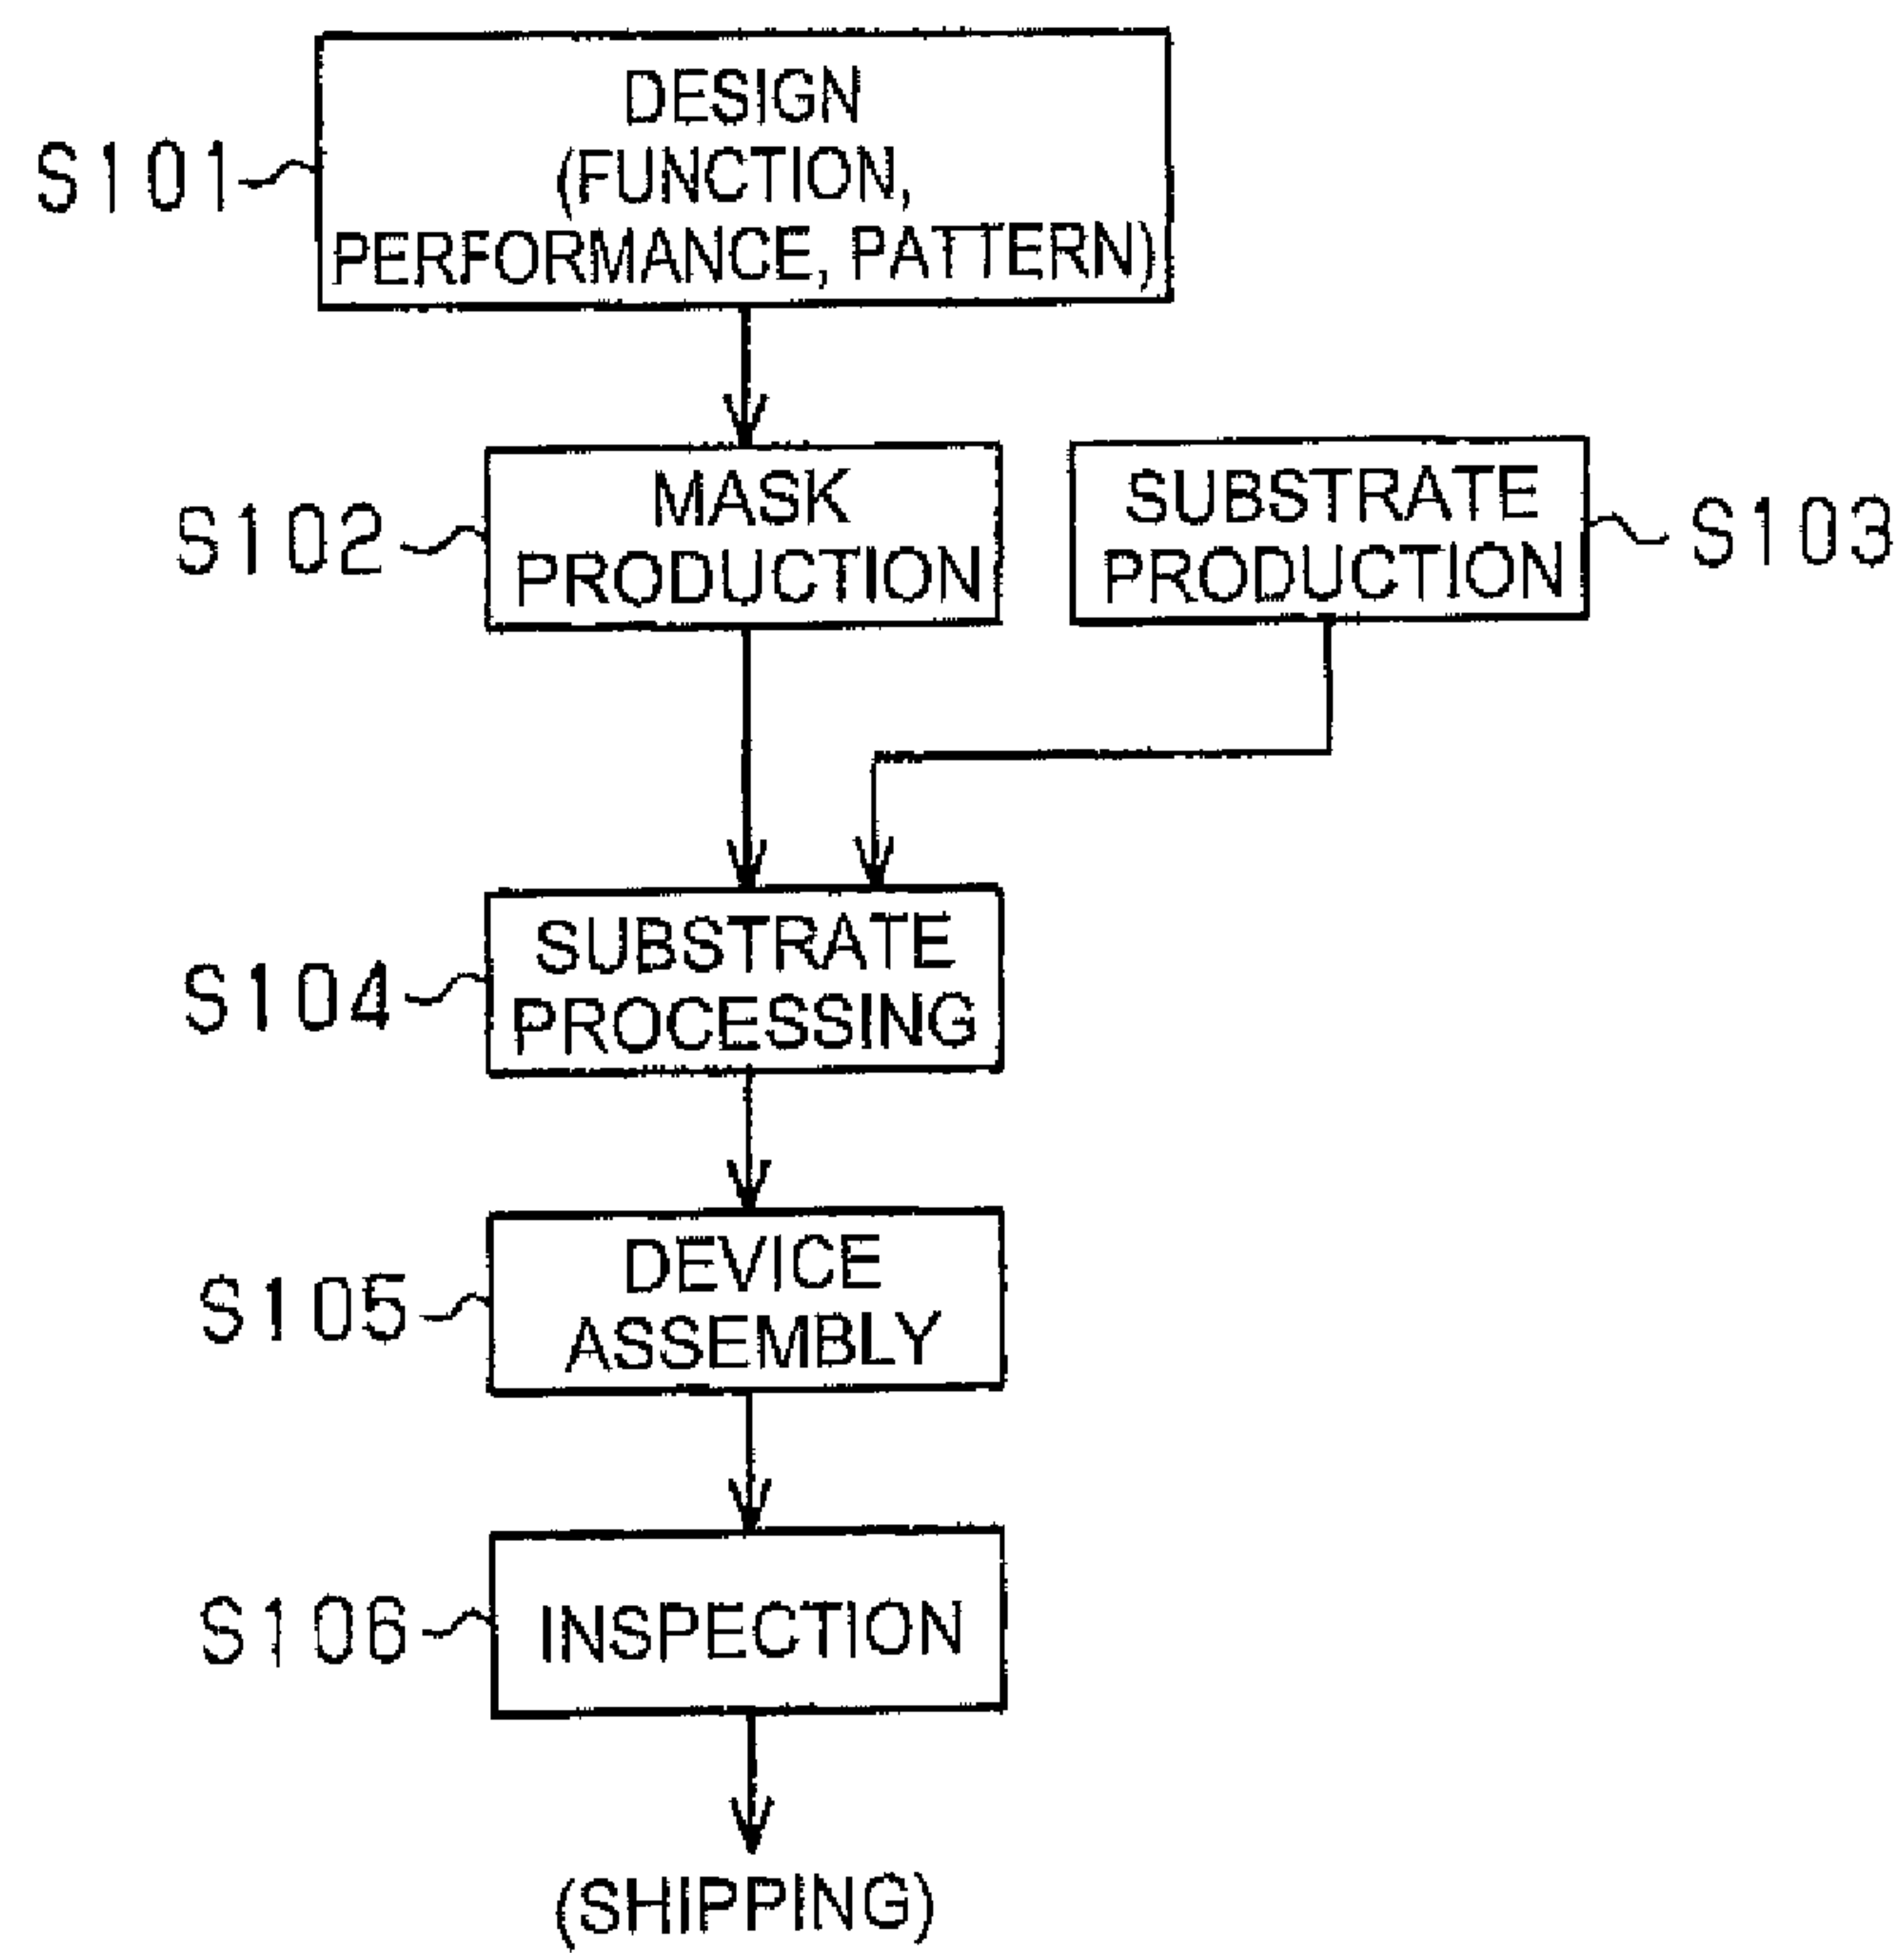 S101
DESIGN
(FUNCTION,
PERFORMANCE, PATTERN)
S102
MASK
PRODUCTION
SUBSTRATE
PRODUCTION
S103
S104
SUBSTRATE
PROCESSING
S105
DEVICE
ASSEMBLY
S106
INSPECTION
(SHIPPING)